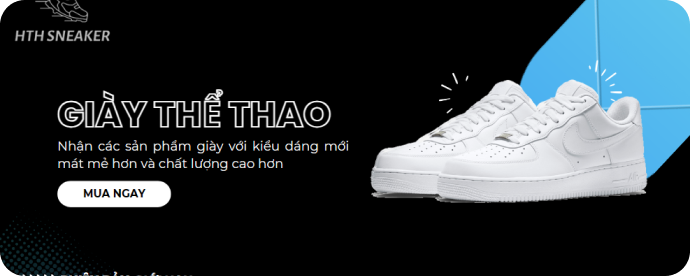 HTH SNEAKER
GIÀY THỂ THAO
Nhận các sản phẩm giày với kiểu dáng mới
mát mẻ hơn và chất lượng cao hơn
MUA NGAY